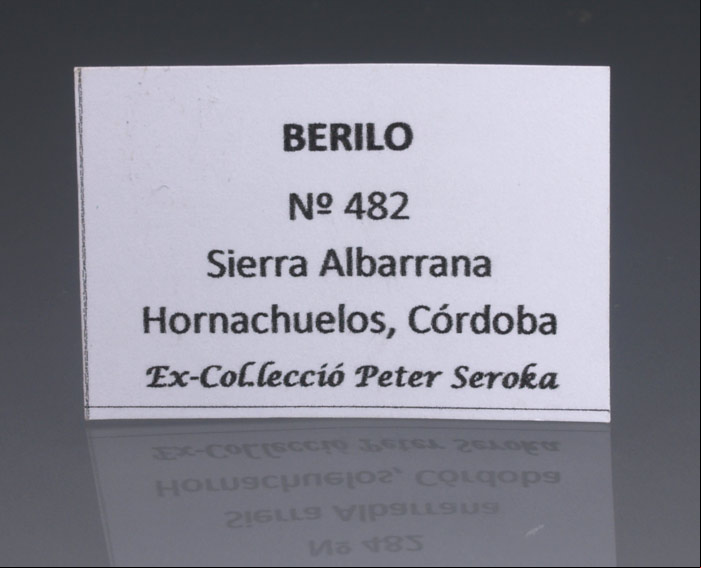 BERILO
Nº 482
Sierra Albarrana
Hornachuelos, Córdoba
Ex-Col.lecció Peter Seroka